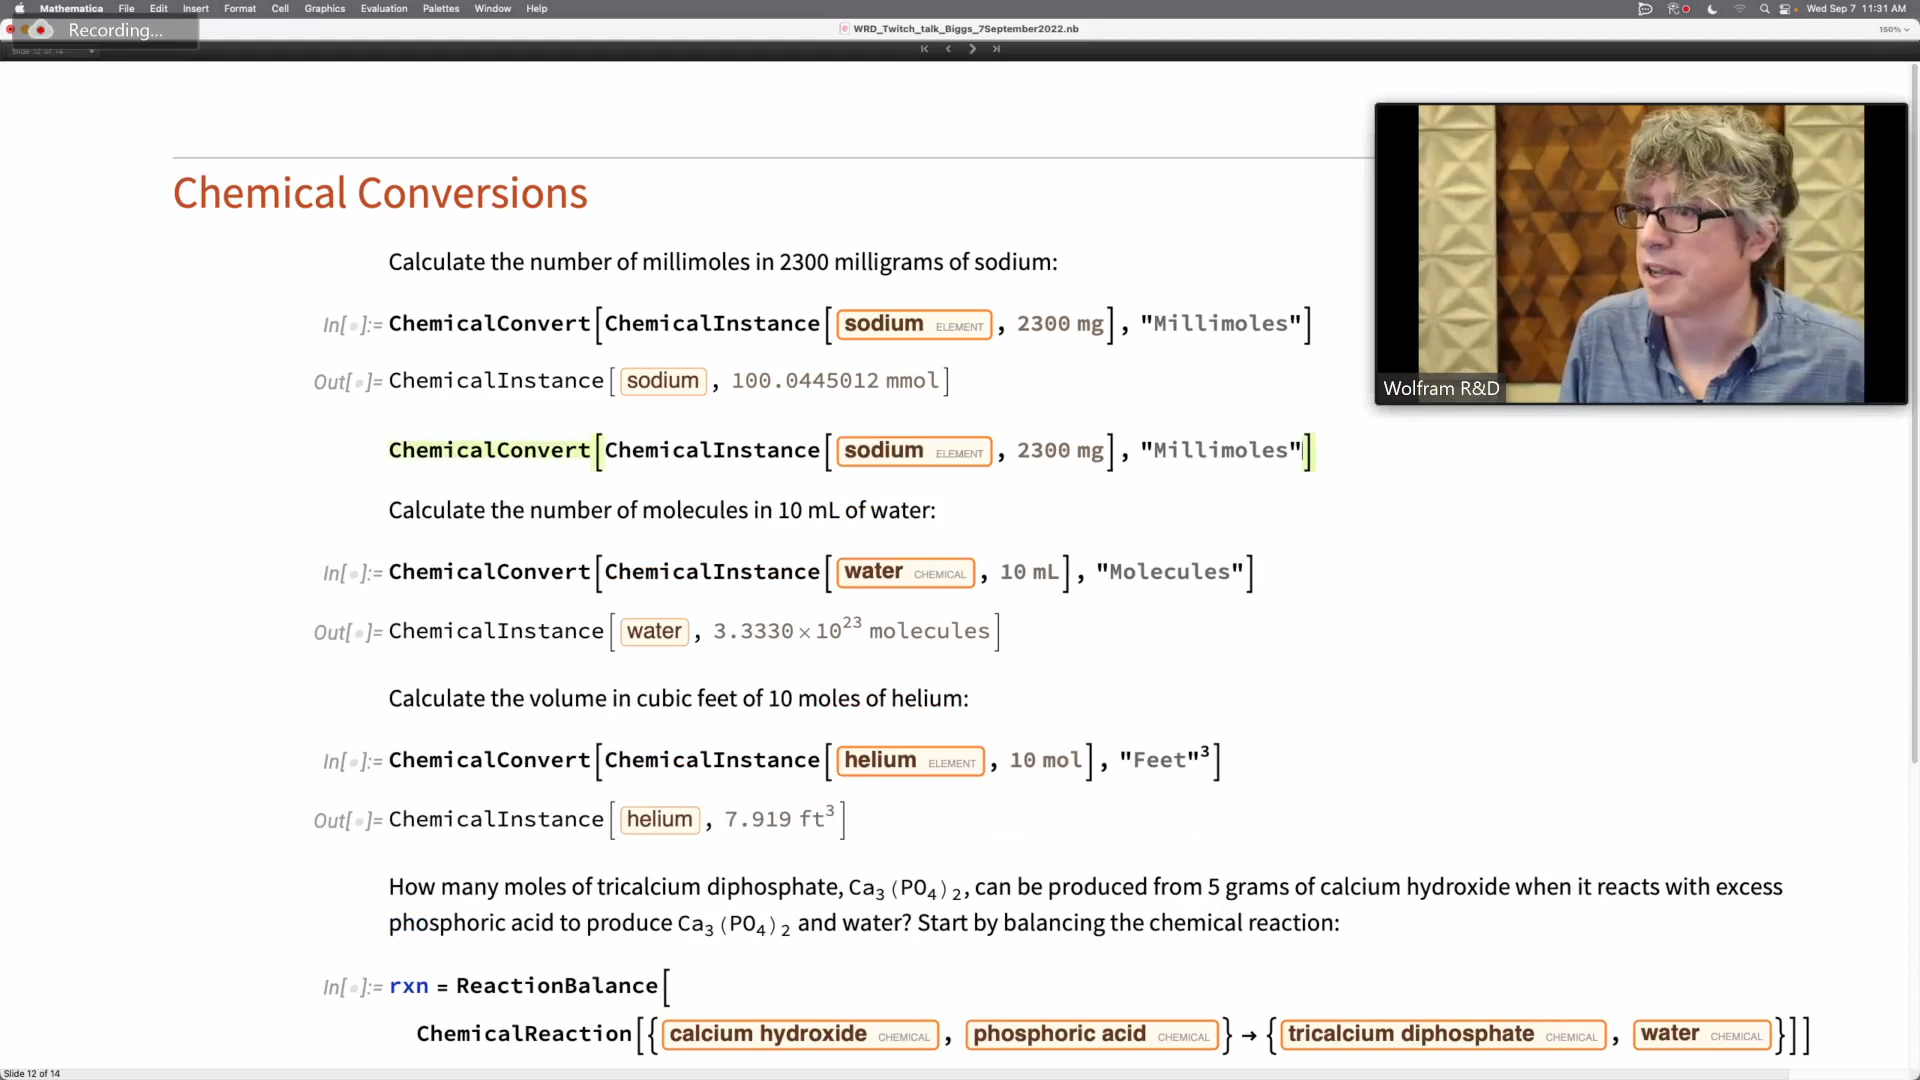 Mathematica File Edit Insert Format Cell Graphics Evaluation Palettes Window Help Wed Sep 7 11:31 AM
Recording...
WRD_Twitch_talk_Biggs_7September2022.nb
150%
Slide 12 of 14
Chemical Conversions
Calculate the number of millimoles in 2300 milligrams of sodium:
In[ ]:= ChemicalConvert[ChemicalInstance[sodium ELEMENT, 2300 mg], "Millimoles"]
Out[ ]= ChemicalInstance[sodium, 100.0445012 mmol]
Wolfram R&D
ChemicalConvert[ChemicalInstance[sodium ELEMENT, 2300 mg], "Millimoles"]
Calculate the number of molecules in 10 mL of water:
In[ ]:= ChemicalConvert[ChemicalInstance[water CHEMICAL, 10 mL], "Molecules"]
Out[ ]= ChemicalInstance[water, 3.3330×10²³ molecules]
Calculate the volume in cubic feet of 10 moles of helium:
In[ ]:= ChemicalConvert[ChemicalInstance[helium ELEMENT, 10 mol], "Feet"³]
Out[ ]= ChemicalInstance[helium, 7.919 ft³]
How many moles of tricalcium diphosphate, Ca₃(PO₄)₂, can be produced from 5 grams of calcium hydroxide when it reacts with excess
phosphoric acid to produce Ca₃(PO₄)₂ and water? Start by balancing the chemical reaction:
In[ ]:= rxn = ReactionBalance[
ChemicalReaction[{calcium hydroxide CHEMICAL, phosphoric acid CHEMICAL} → {tricalcium diphosphate CHEMICAL, water CHEMICAL}]]
Slide 12 of 14